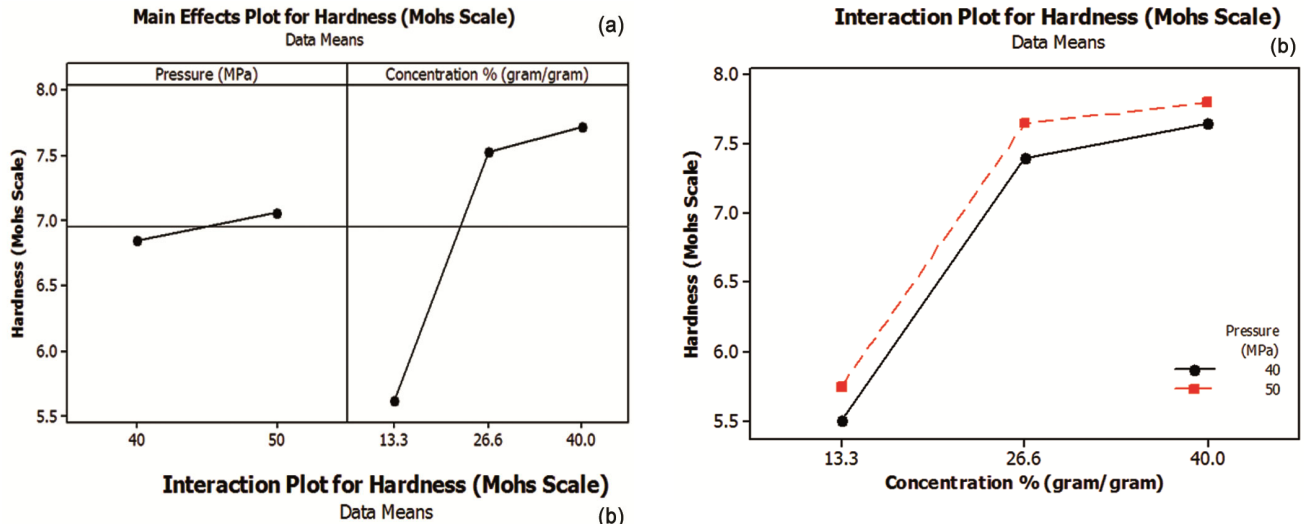 Main Effects Plot for Hardness (Mohs Scale)
(a)
Data Means
Pressure (MPa)
Concentration % (gram/gram)
Hardness (Mohs Scale)
8.0
7.5
7.0
6.5
6.0
5.5
40
50
13.3
26.6
40.0
Interaction Plot for Hardness (Mohs Scale)
Data Means
(b)
Interaction Plot for Hardness (Mohs Scale)
Data Means
(b)
Hardness (Mohs Scale)
8.0
7.5
7.0
6.5
6.0
5.5
Pressure
(MPa)
40
50
13.3
26.6
40.0
Concentration % (gram/gram)